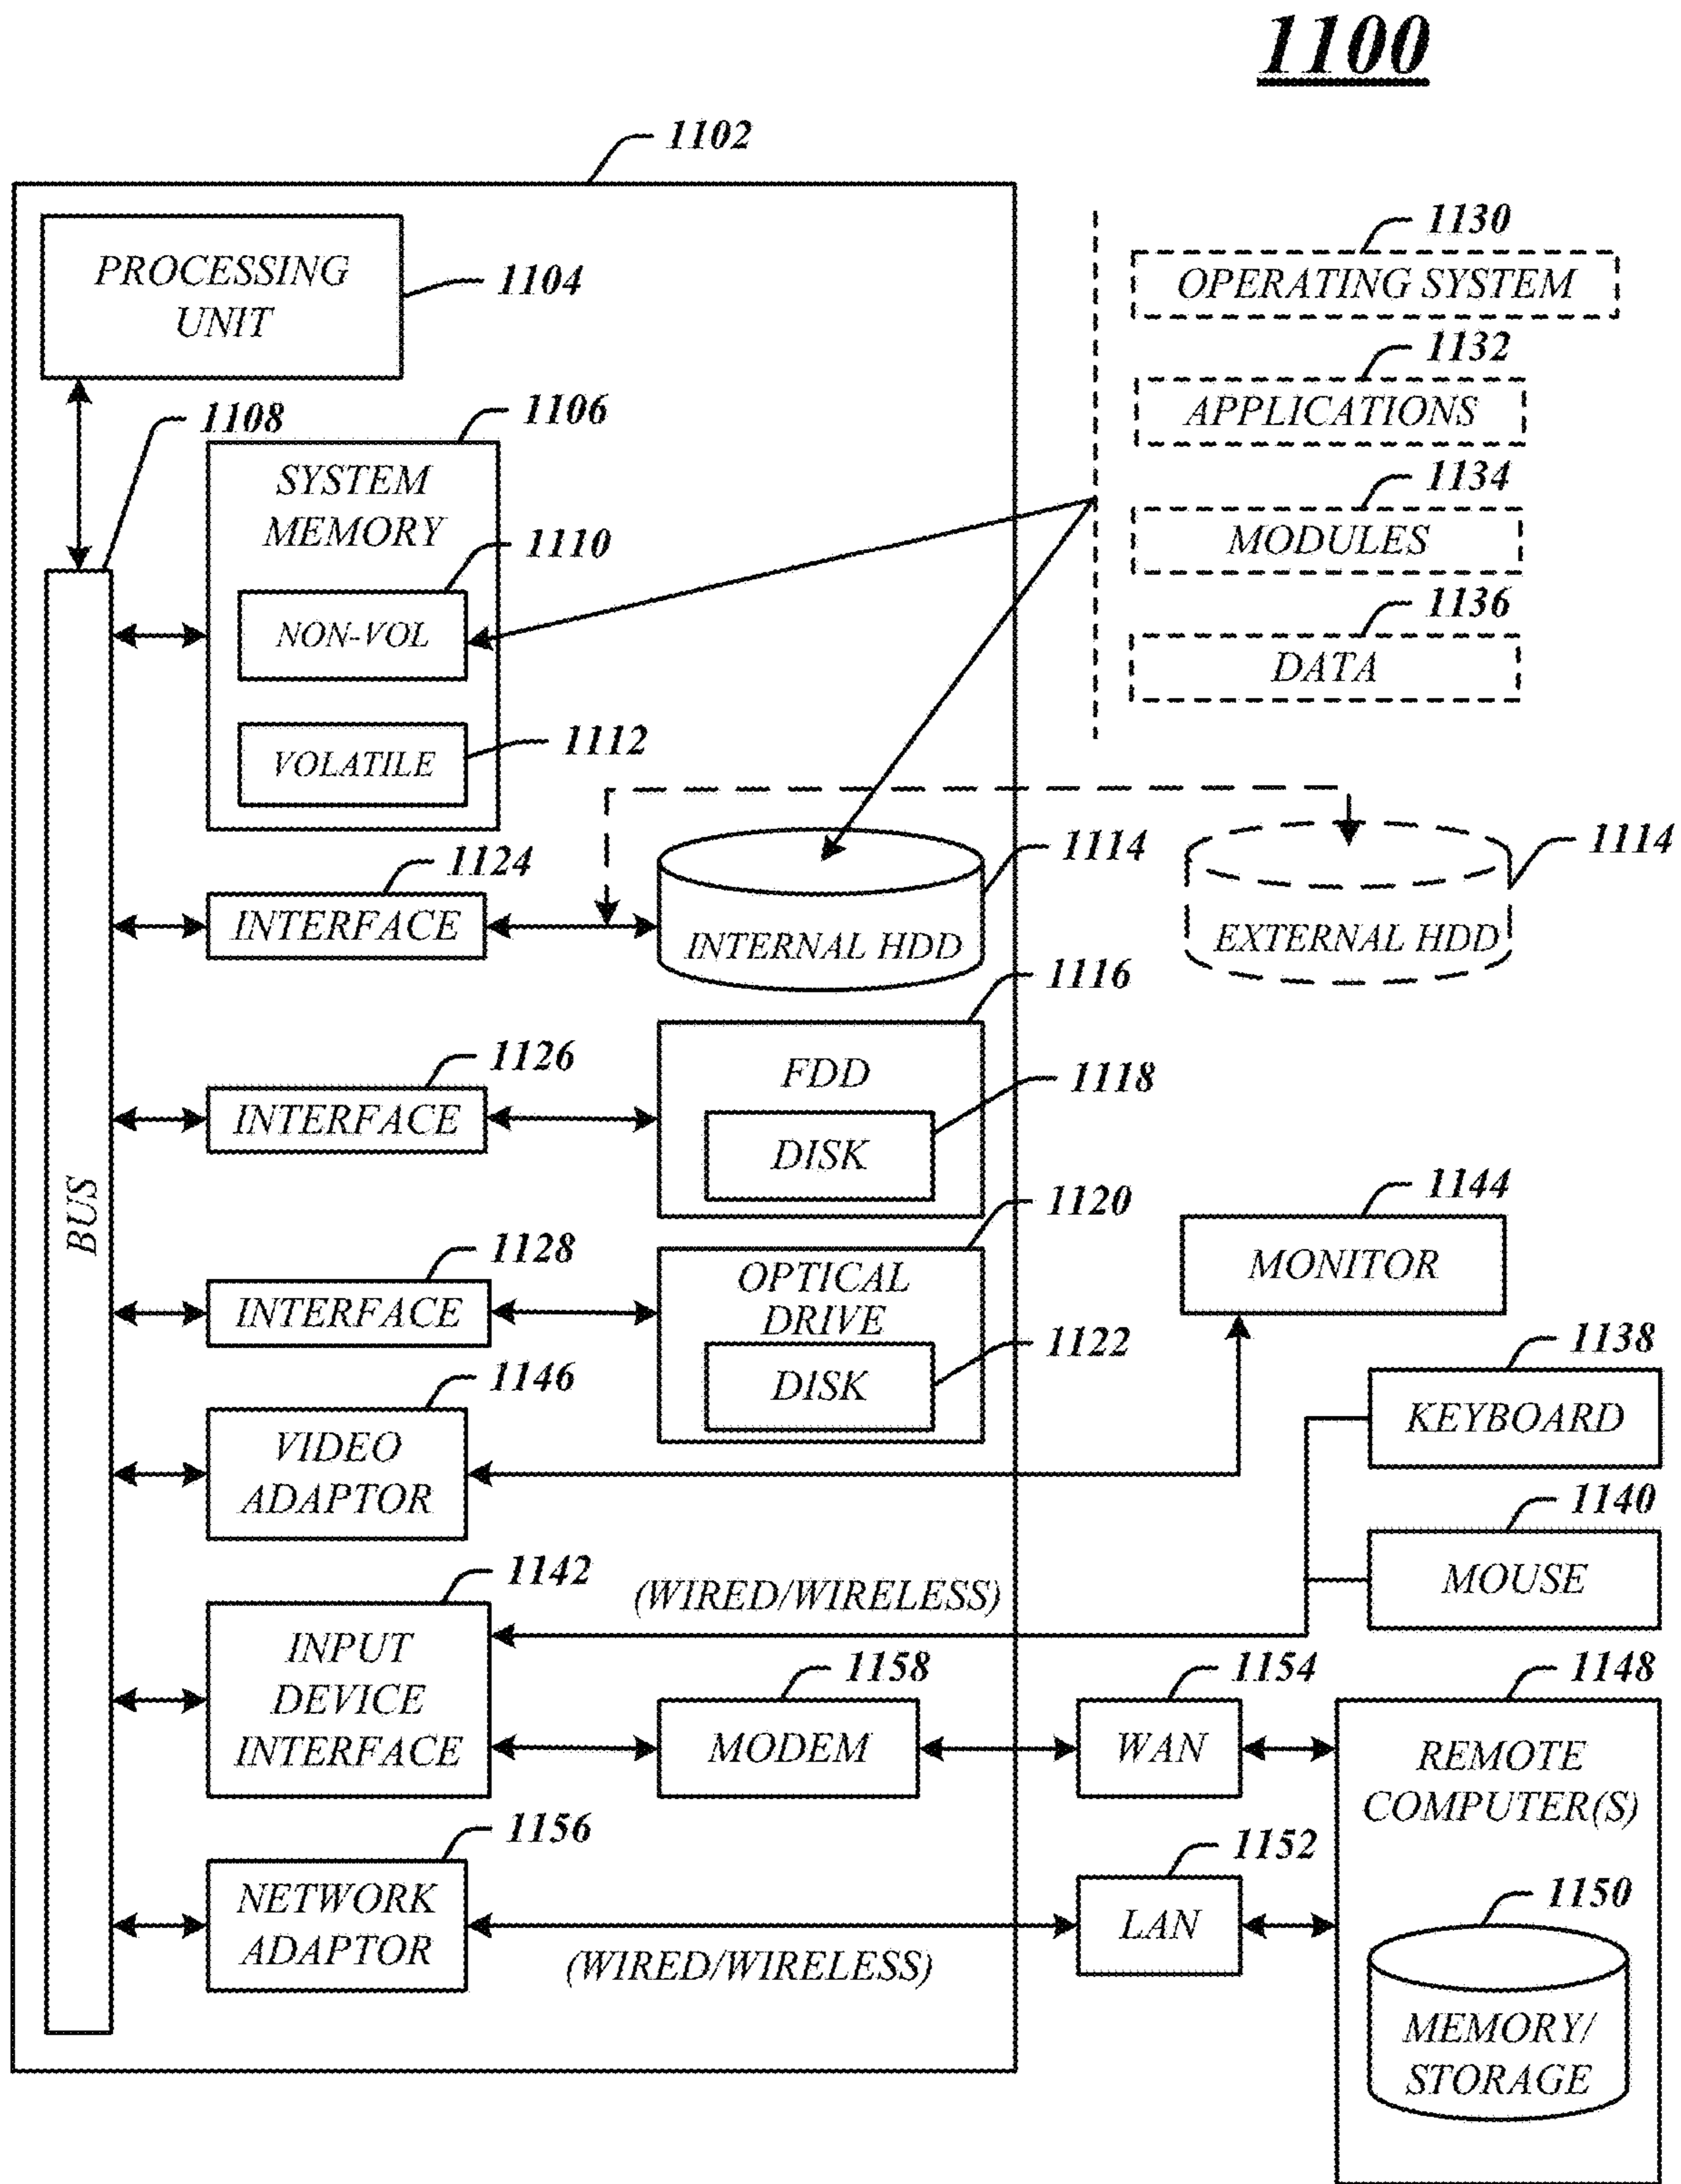 1100
1102
PROCESSING
UNIT
1104
1130
OPERATING SYSTEM
1132
APPLICATIONS
1134
MODULES
1136
DATA
1108
1106
SYSTEM
MEMORY
1110
NON-VOL
1112
VOLATILE
BUS
1124
INTERFACE
1114
INTERNAL HDD
1114
EXTERNAL HDD
1116
FDD
1118
DISK
1126
INTERFACE
1120
OPTICAL
DRIVE
1122
DISK
1128
INTERFACE
1144
MONITOR
1146
VIDEO
ADAPTOR
1138
KEYBOARD
1140
MOUSE
1142
INPUT
DEVICE
INTERFACE
(WIRED/WIRELESS)
1158
MODEM
1154
WAN
1148
REMOTE
COMPUTER(S)
1156
NETWORK
ADAPTOR
(WIRED/WIRELESS)
1152
LAN
1150
MEMORY/
STORAGE